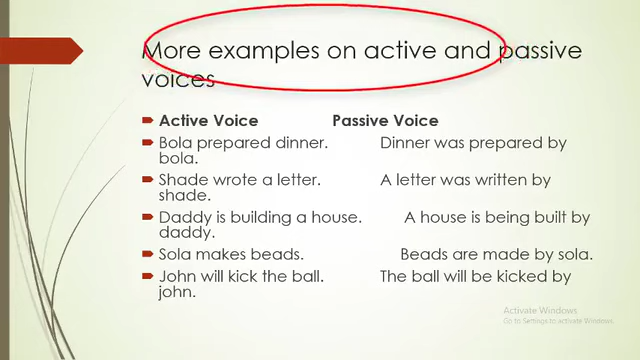 More examples on active and passive
voices
Active Voice Passive Voice
Bola prepared dinner. Dinner was prepared by
bola.
Shade wrote a letter. A letter was written by
shade.
Daddy is building a house. A house is being built by
daddy.
Sola makes beads. Beads are made by sola.
John will kick the ball. The ball will be kicked by
john.
Activate Windows
Go to Settings to activate Windows.